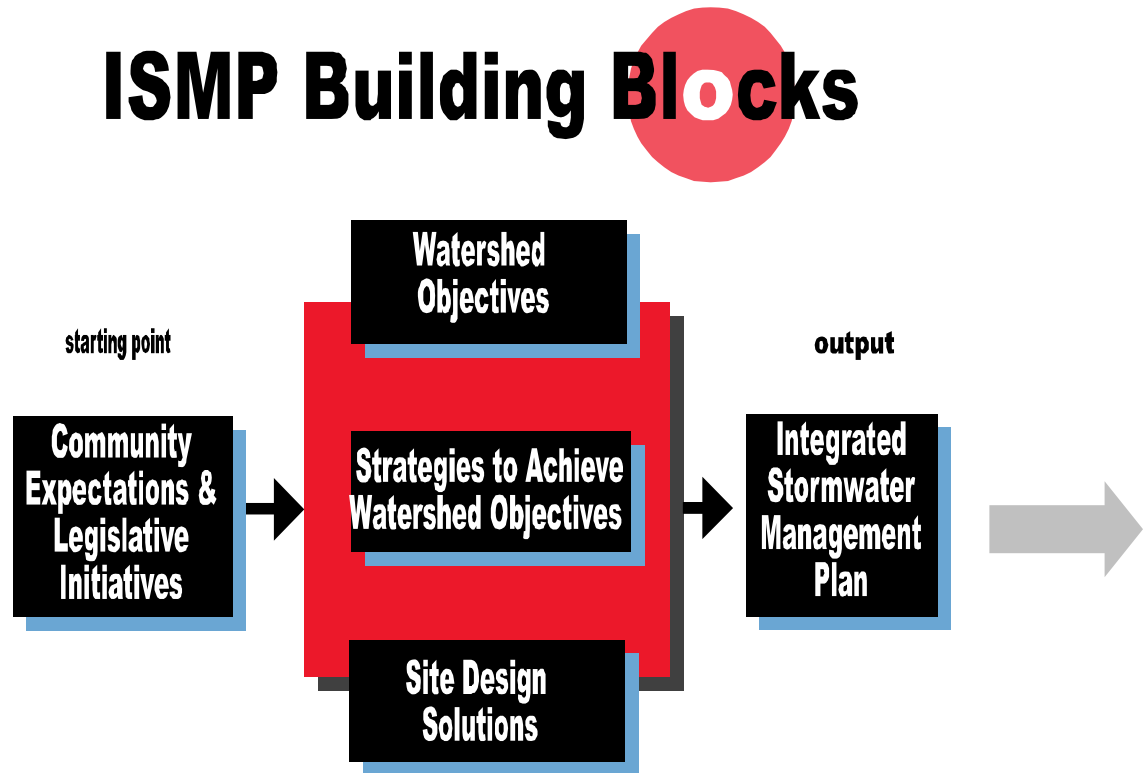 ISMP Building Blocks
Watershed
Objectives
starting point
output
Community
Expectations &
Legislative
Initiatives
Strategies to Achieve
Watershed Objectives
Integrated
Stormwater
Management
Plan
Site Design
Solutions